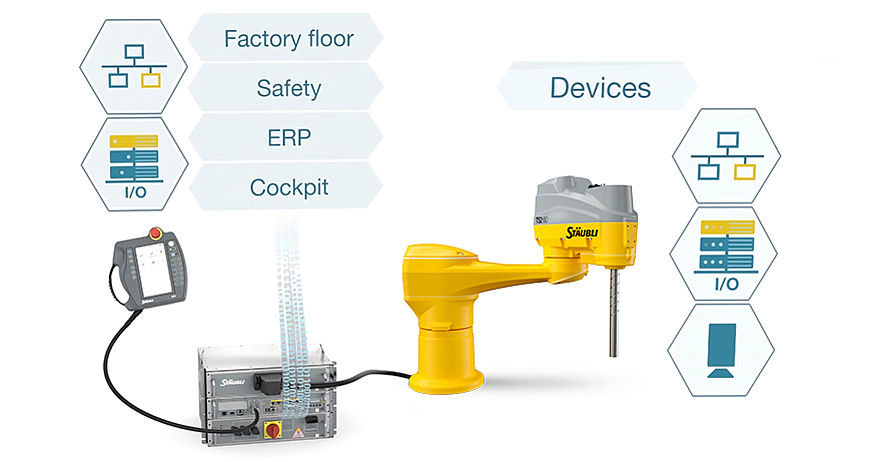 Factory floor
Safety
ERP
Cockpit
I/O
Devices
I/O
STÄUBLI
STÄUBLI
STÄUBLI